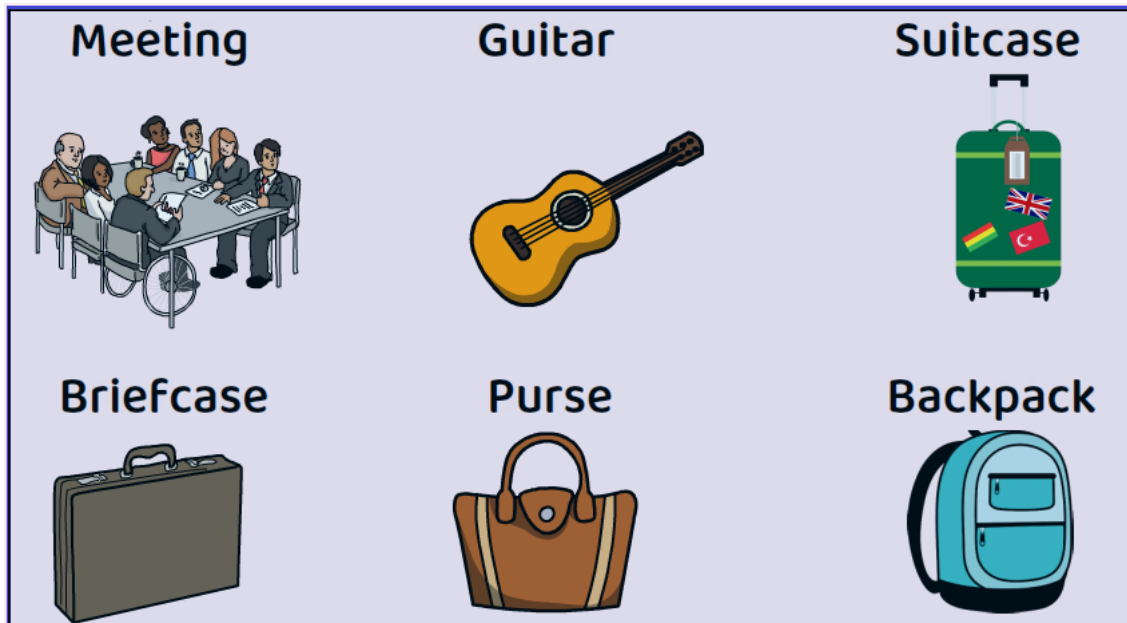 Meeting
Guitar
Suitcase
Briefcase
Purse
Backpack